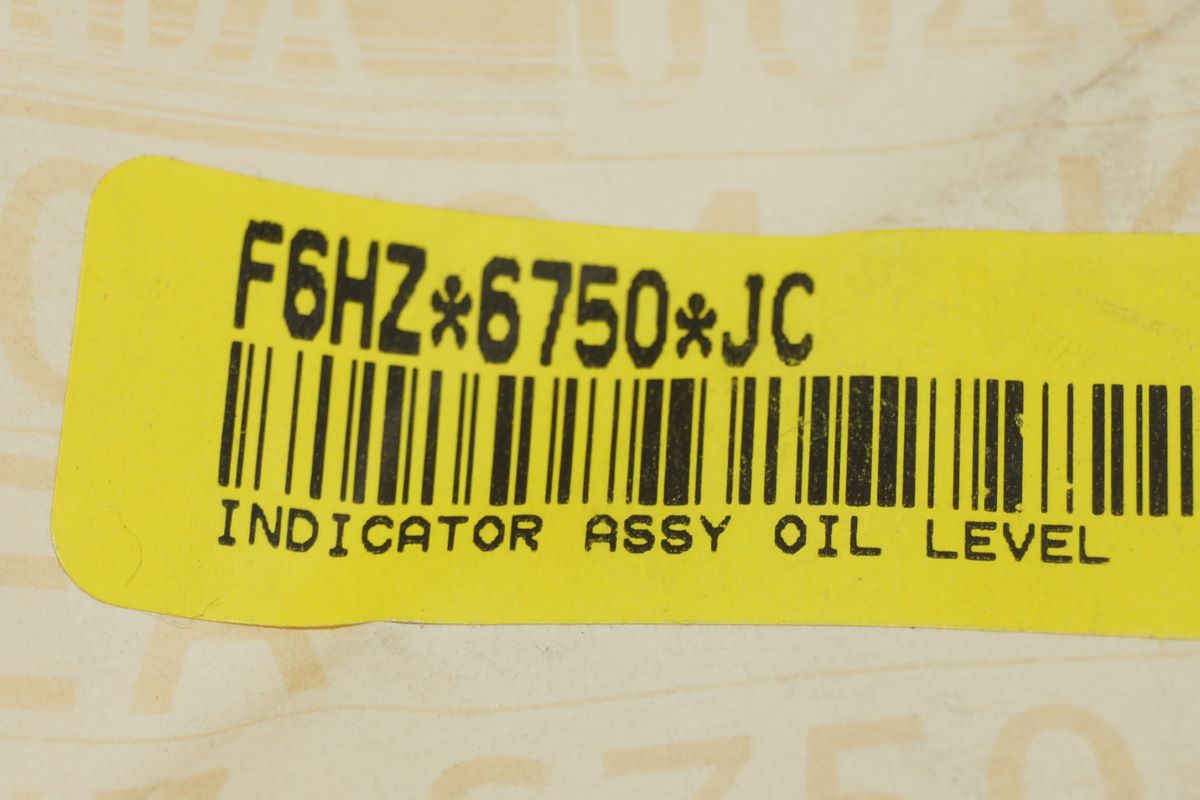 F6HZ*6750*JC
INDICATOR ASSY OIL LEVEL